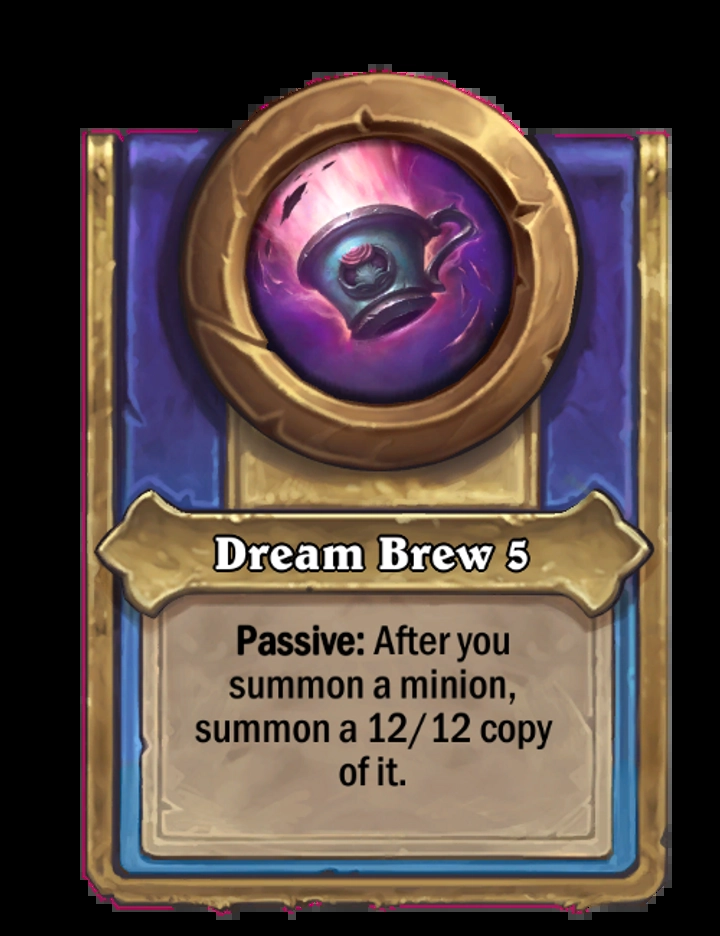 Dream Brew 5
Passive: After you
summon a minion,
summon a 12/12 copy
of it.